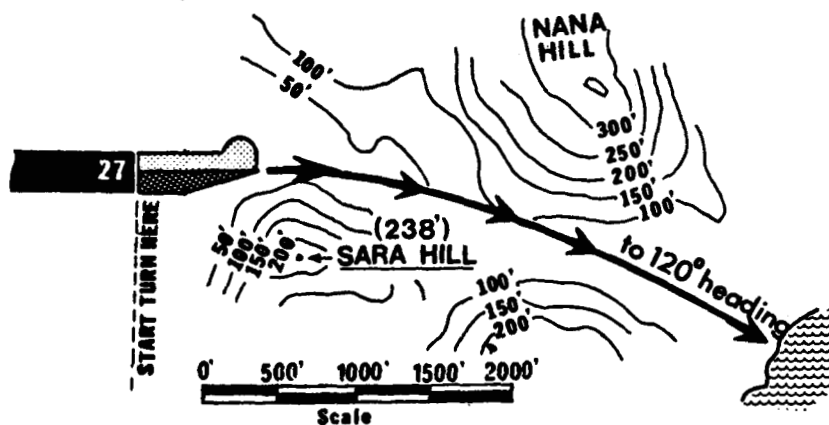 NANA
HILL
100'
50'
300'
250'
200'
150'
100'
27
START TURN HERE
(238')
SARA HILL
50'
100'
150'
200'
to 120° heading
100'
150'
200'
0' 500' 1000' 1500' 2000'
Scale